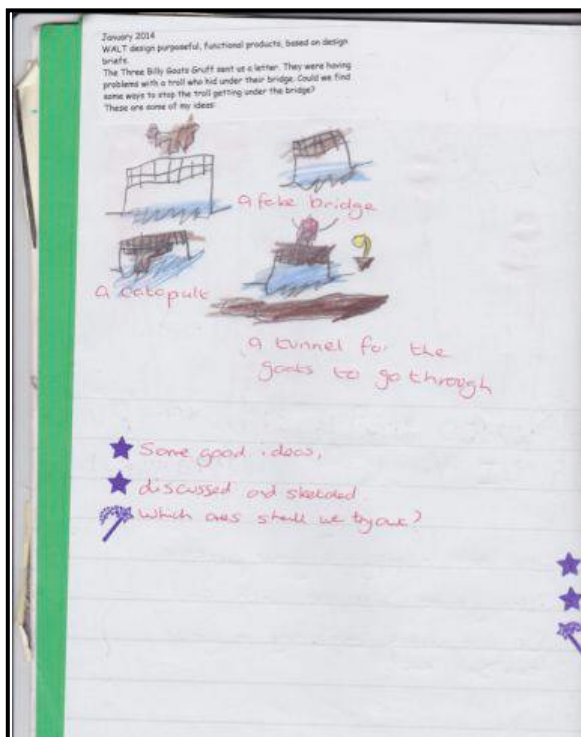 January 2014
WALT design purposeful, functional products, based on design
briefs.
The Three Billy Goats Gruff sent us a letter. They were having
problems with a troll who hid under their bridge. Could we find
some ways to stop the troll getting under the bridge?
These are some of my ideas:
a fake bridge
a catapult
a tunnel for the
goats to go through
Some good ideas,
discussed and sketched.
Which ones shall we try out?